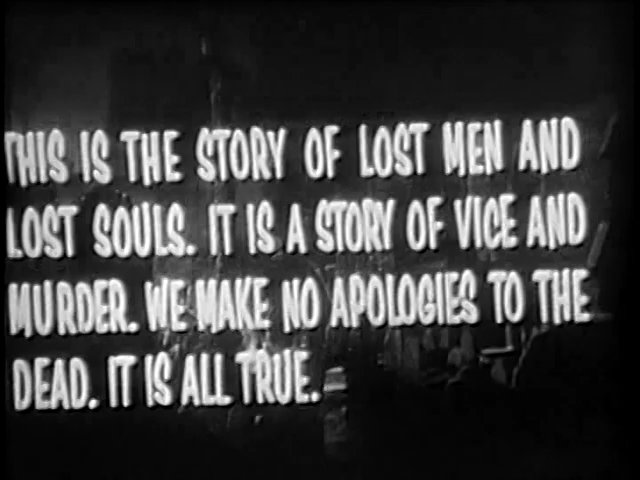 THIS IS THE STORY OF LOST MEN AND
LOST SOULS. IT IS A STORY OF VICE AND
MURDER. WE MAKE NO APOLOGIES TO THE
DEAD. IT IS ALL TRUE.